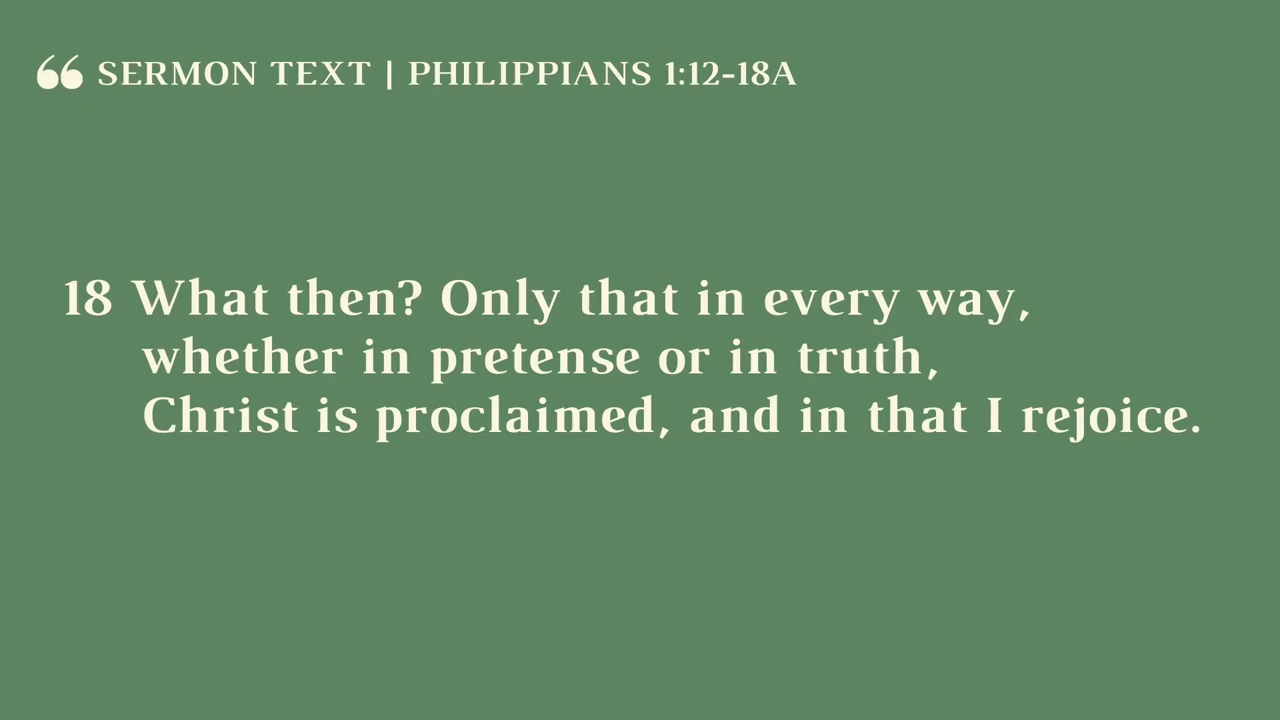 “ SERMON TEXT | PHILIPPIANS 1:12-18A
18 What then? Only that in every way,
whether in pretense or in truth,
Christ is proclaimed, and in that I rejoice.